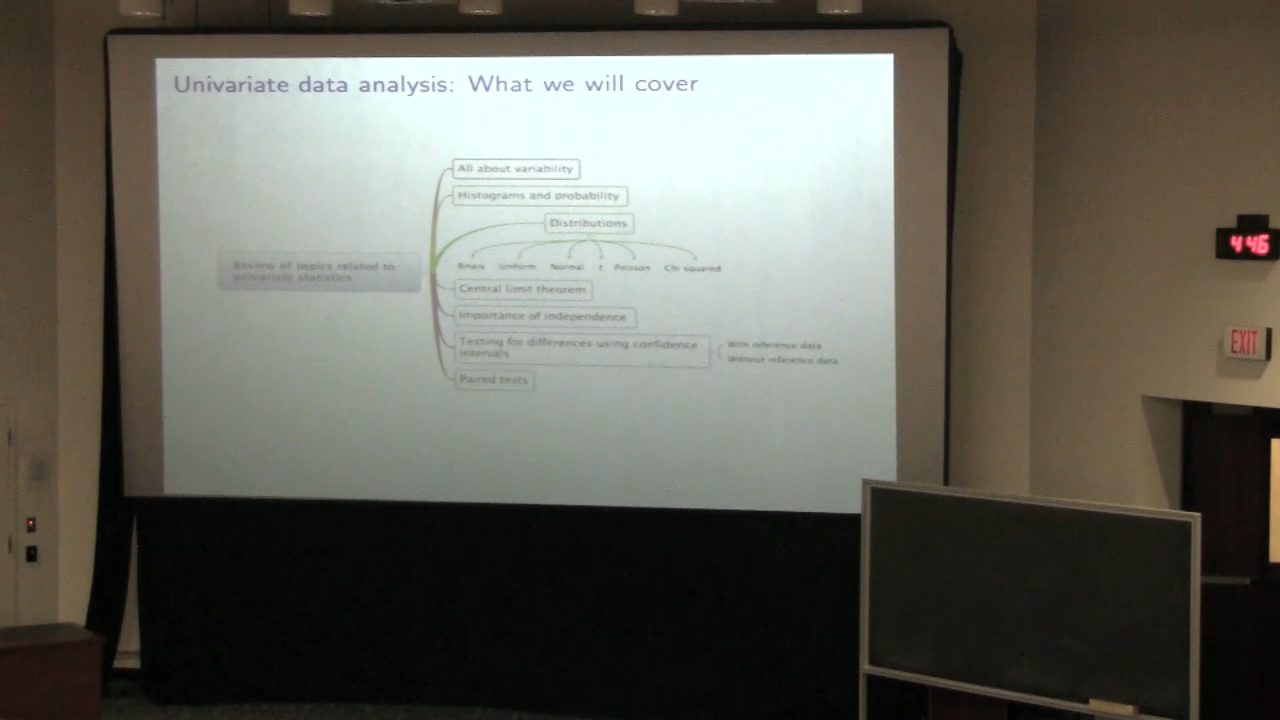 Univariate data analysis: What we will cover
All about variability
Histograms and probability
Distributions
Review of topics related to
univariate statistics
Binary Uniform Normal t Poisson Chi squared
Central limit theorem
Importance of independence
Testing for differences using confidence
intervals
With reference data
Without reference data
Paired tests
4:46
EXIT